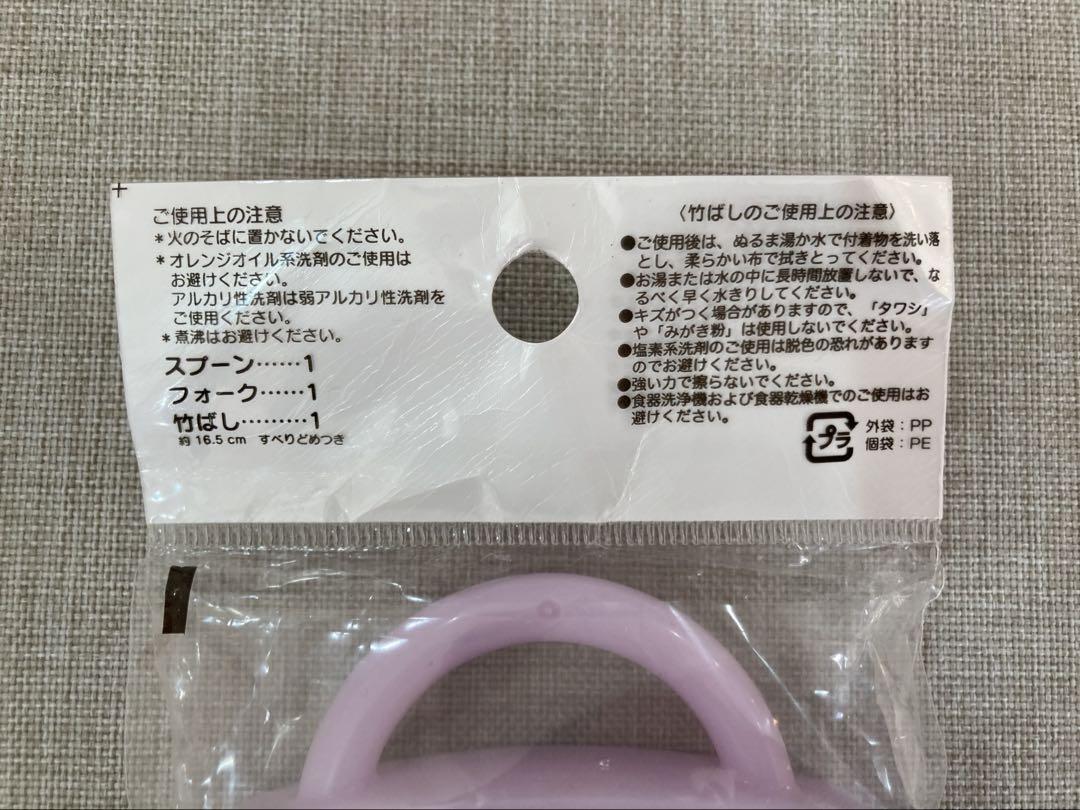 ご使用上の注意
＊火のそばに置かないでください。
＊オレンジオイル系洗剤のご使用は
お避けください。
アルカリ性洗剤は弱アルカリ性洗剤を
ご使用ください。
＊煮沸はお避けください。
スプーン……1
フォーク……1
竹ばし………1
約16.5cm すべりどめつき
〈竹ばしのご使用上の注意〉
●ご使用後は、ぬるま湯か水で付着物を洗い落
とし、柔らかい布で拭きとってください。
●お湯または水の中に長時間放置しないで、な
るべく早く水きりしてください。
●キズがつく場合がありますので、「タワシ」
や「みがき粉」は使用しないでください。
●塩素系洗剤のご使用は脱色の恐れがあります
のでお避けください。
●強い力で擦らないでください。
●食器洗浄機および食器乾燥機でのご使用はお
避けください。
プラ
外袋：PP
個袋：PE